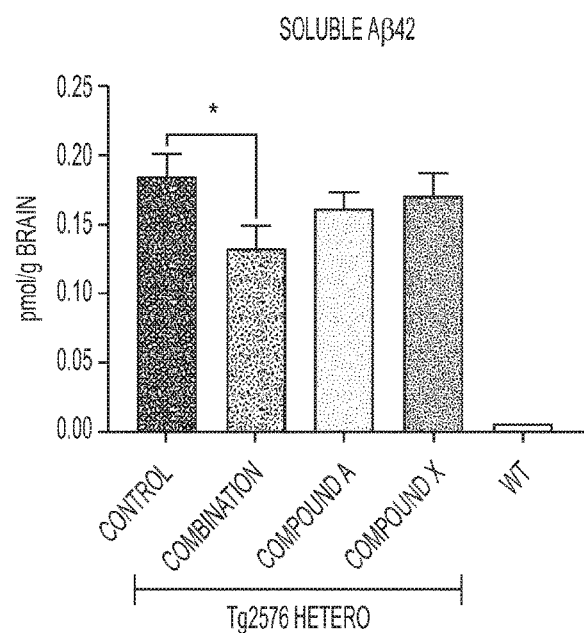 SOLUBLE Aβ42
0.25
0.20
0.15
0.10
0.05
0.00
pmol/g BRAIN
*
CONTROL
COMBINATION
COMPOUND A
COMPOUND X
WT
Tg2576 HETERO